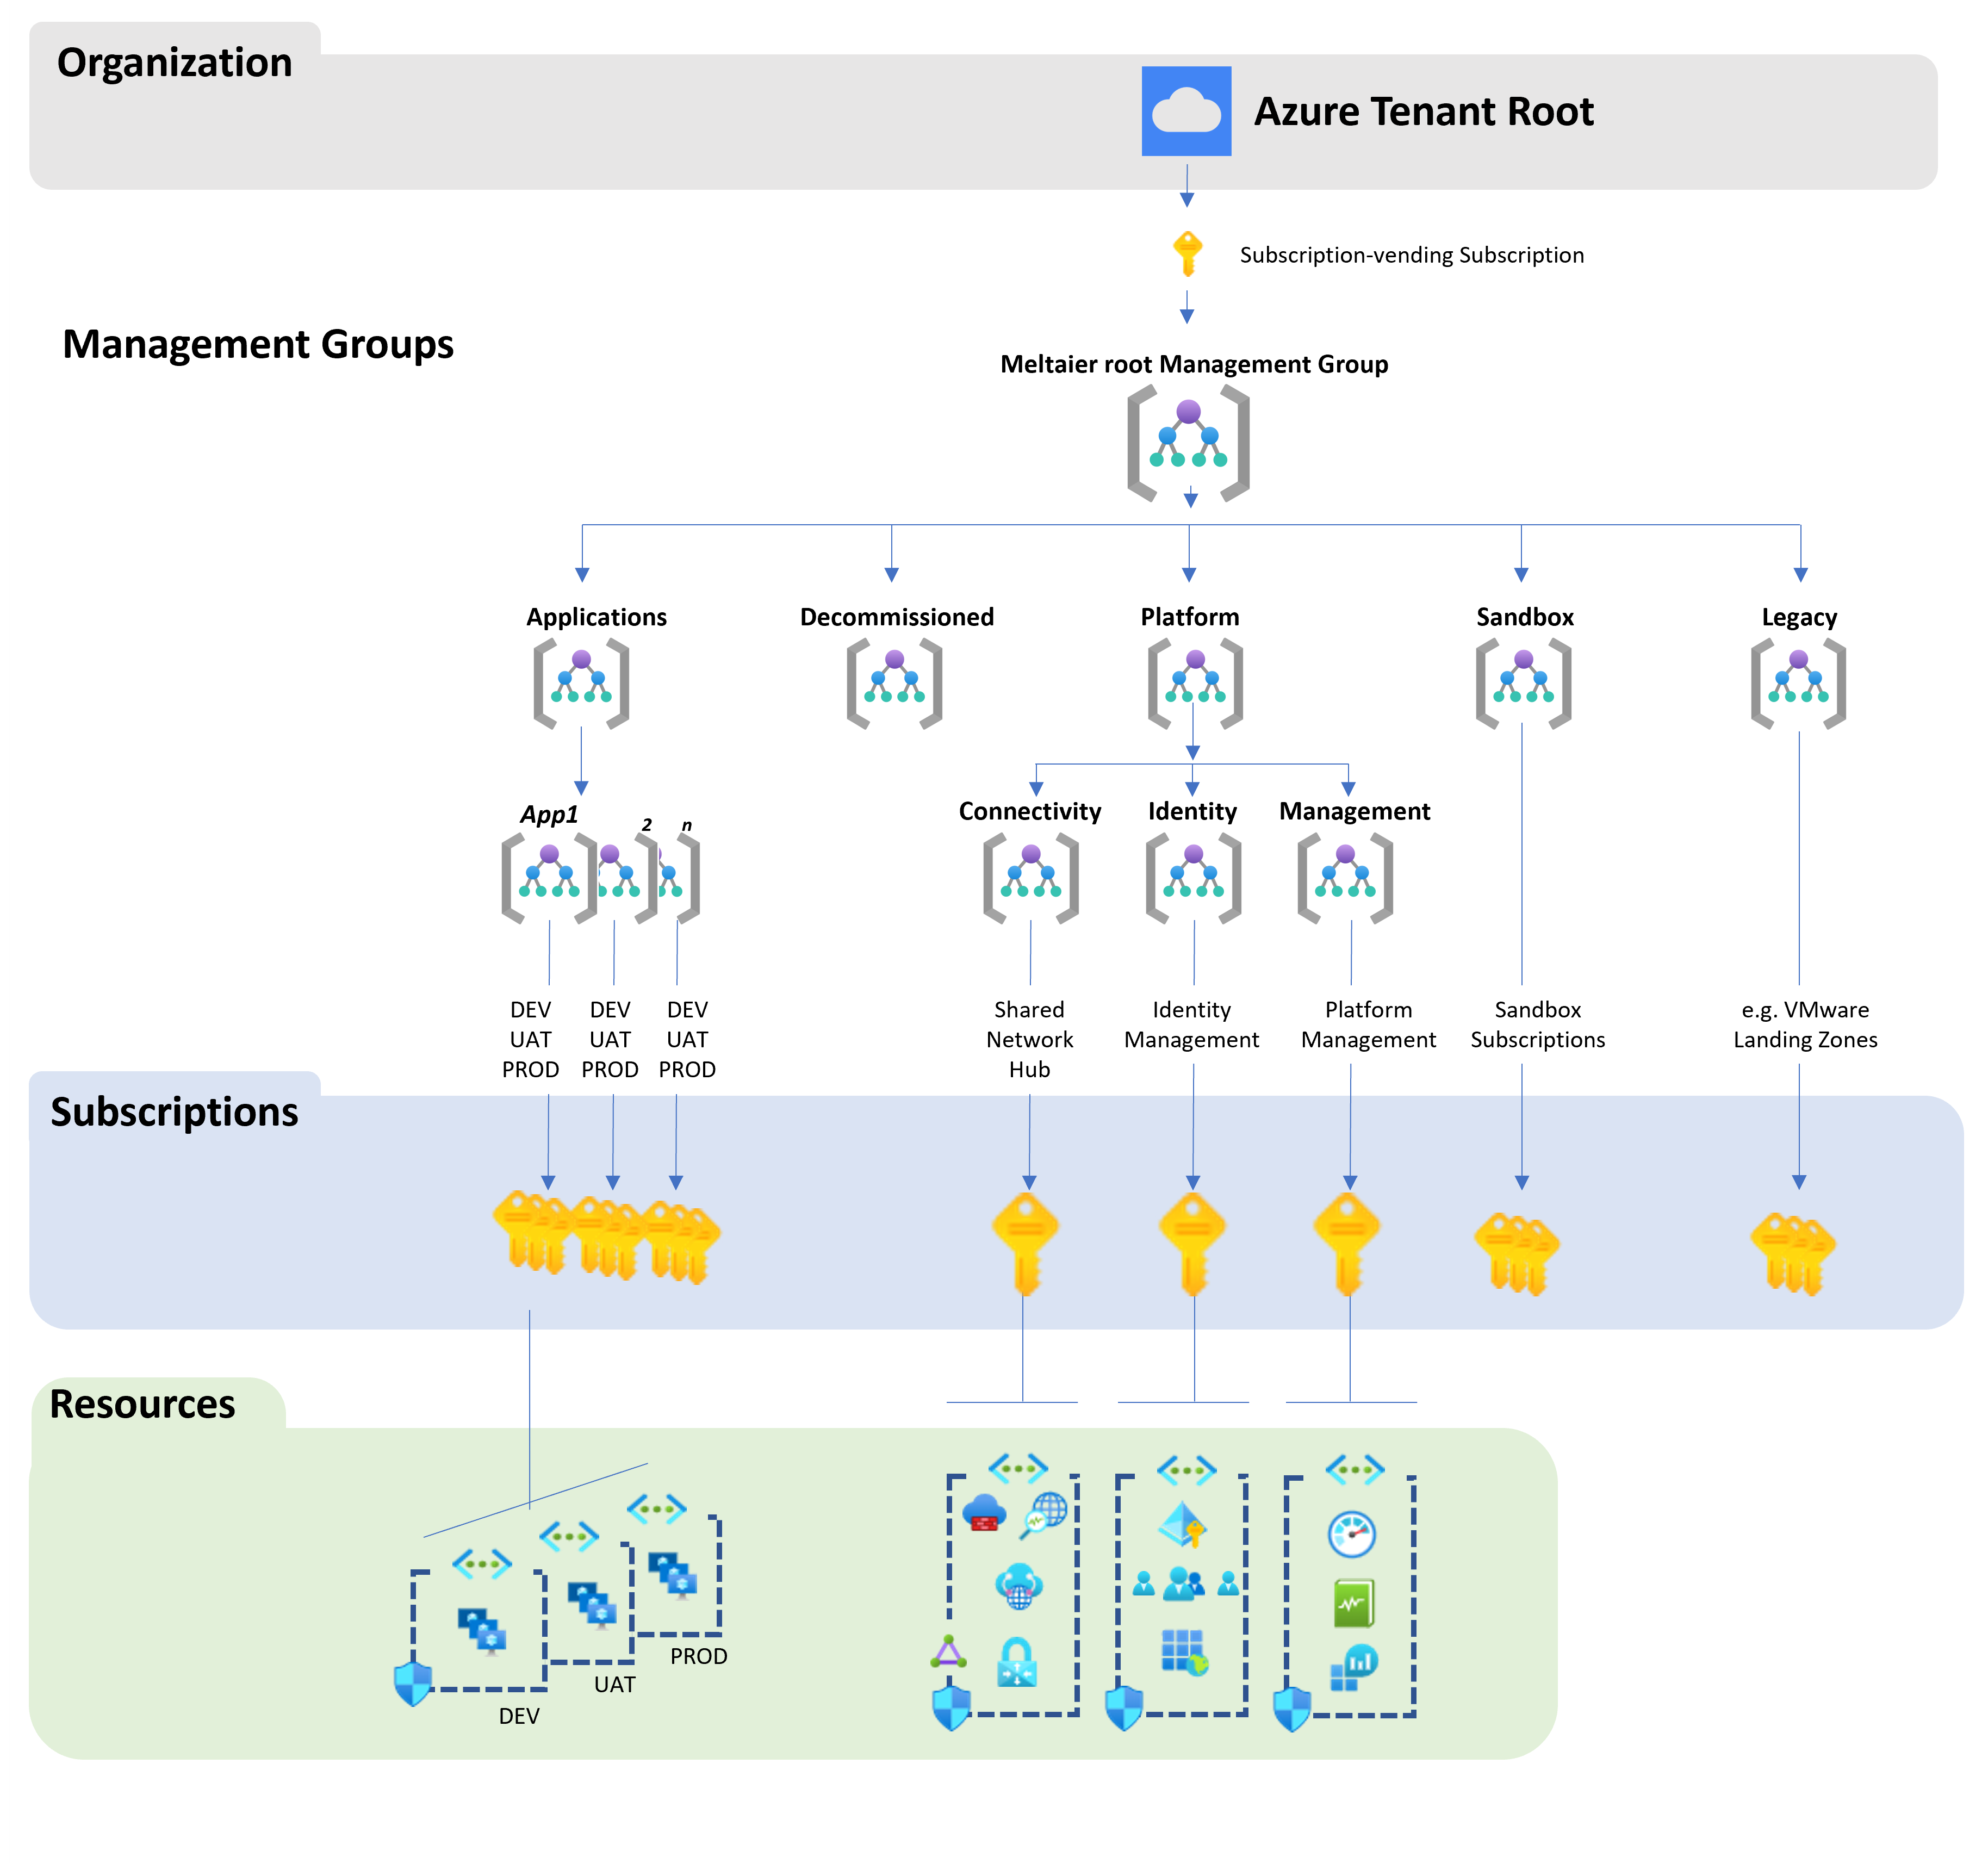 Organization
Azure Tenant Root
Subscription-vending Subscription
Management Groups
Meltaier root Management Group
Applications
Decommissioned
Platform
Sandbox
Legacy
App1
2
n
Connectivity
Identity
Management
DEV
UAT
PROD
DEV
UAT
PROD
DEV
UAT
PROD
Shared
Network
Hub
Identity
Management
Platform
Management
Sandbox
Subscriptions
e.g. VMware
Landing Zones
Subscriptions
Resources
PROD
UAT
DEV